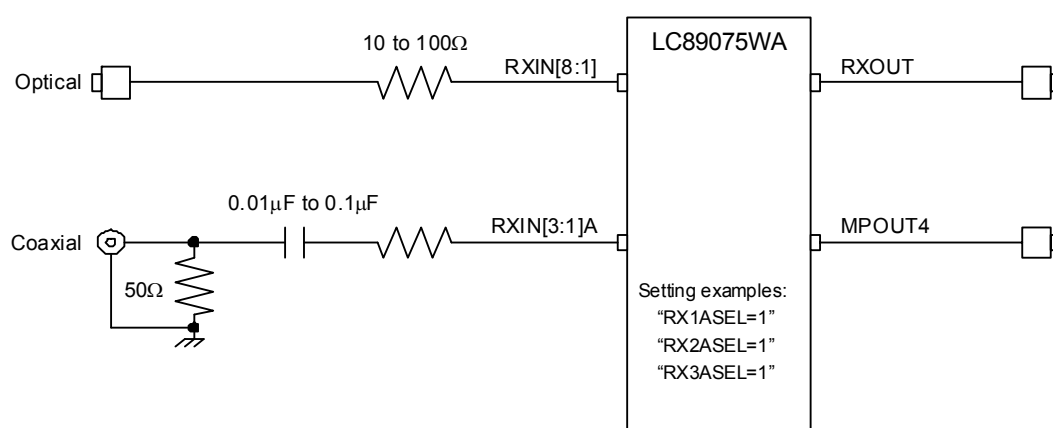 10 to 100Ω
LC89075WA
Optical
RXIN[8:1]
RXOUT
0.01μF to 0.1μF
Coaxial
RXIN[3:1]A
MPOUT4
50Ω
Setting examples:
“RX1ASEL=1”
“RX2ASEL=1”
“RX3ASEL=1”